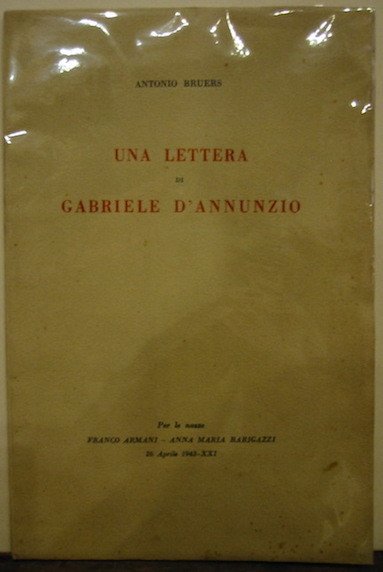 ANTONIO BRUERS
UNA LETTERA
DI
GABRIELE D'ANNUNZIO
Per le nozze
FRANCO ARMANI - ANNA MARIA BARIGAZZI
26 Aprile 1943-XXI